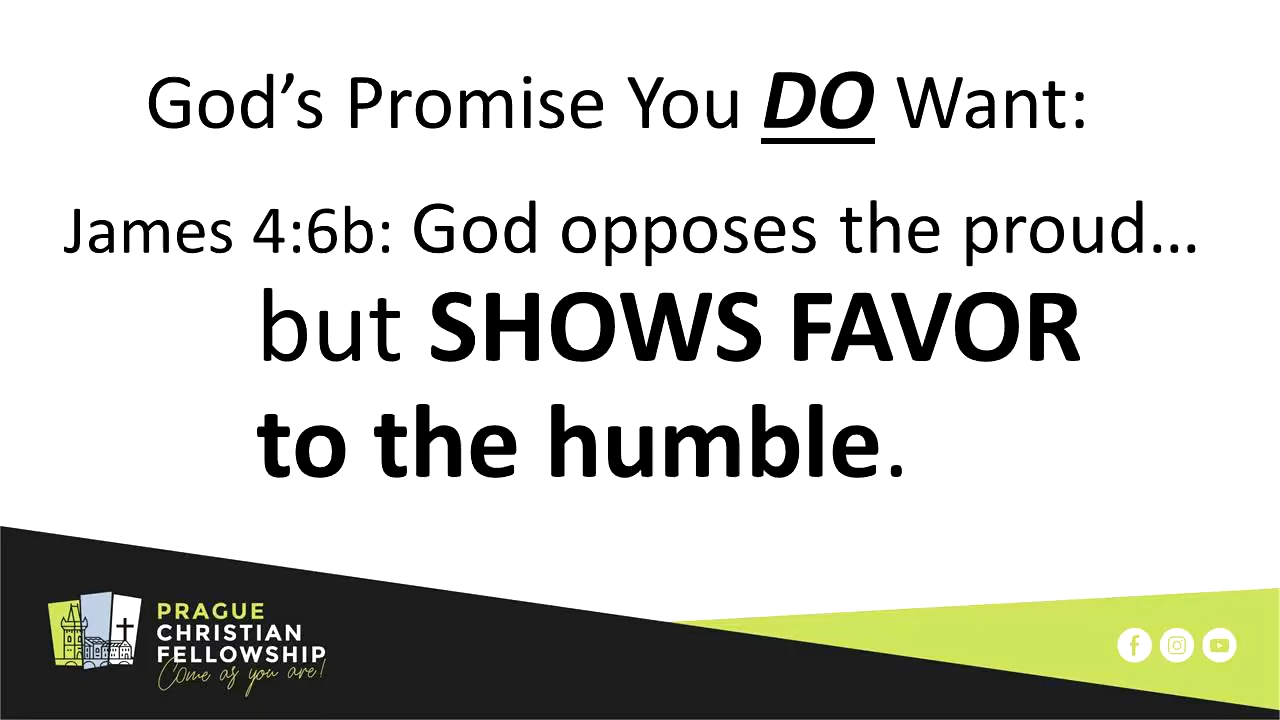 God’s Promise You DO Want:
James 4:6b: God opposes the proud...
but SHOWS FAVOR
to the humble.
PRAGUE
CHRISTIAN
FELLOWSHIP
Come as you are!